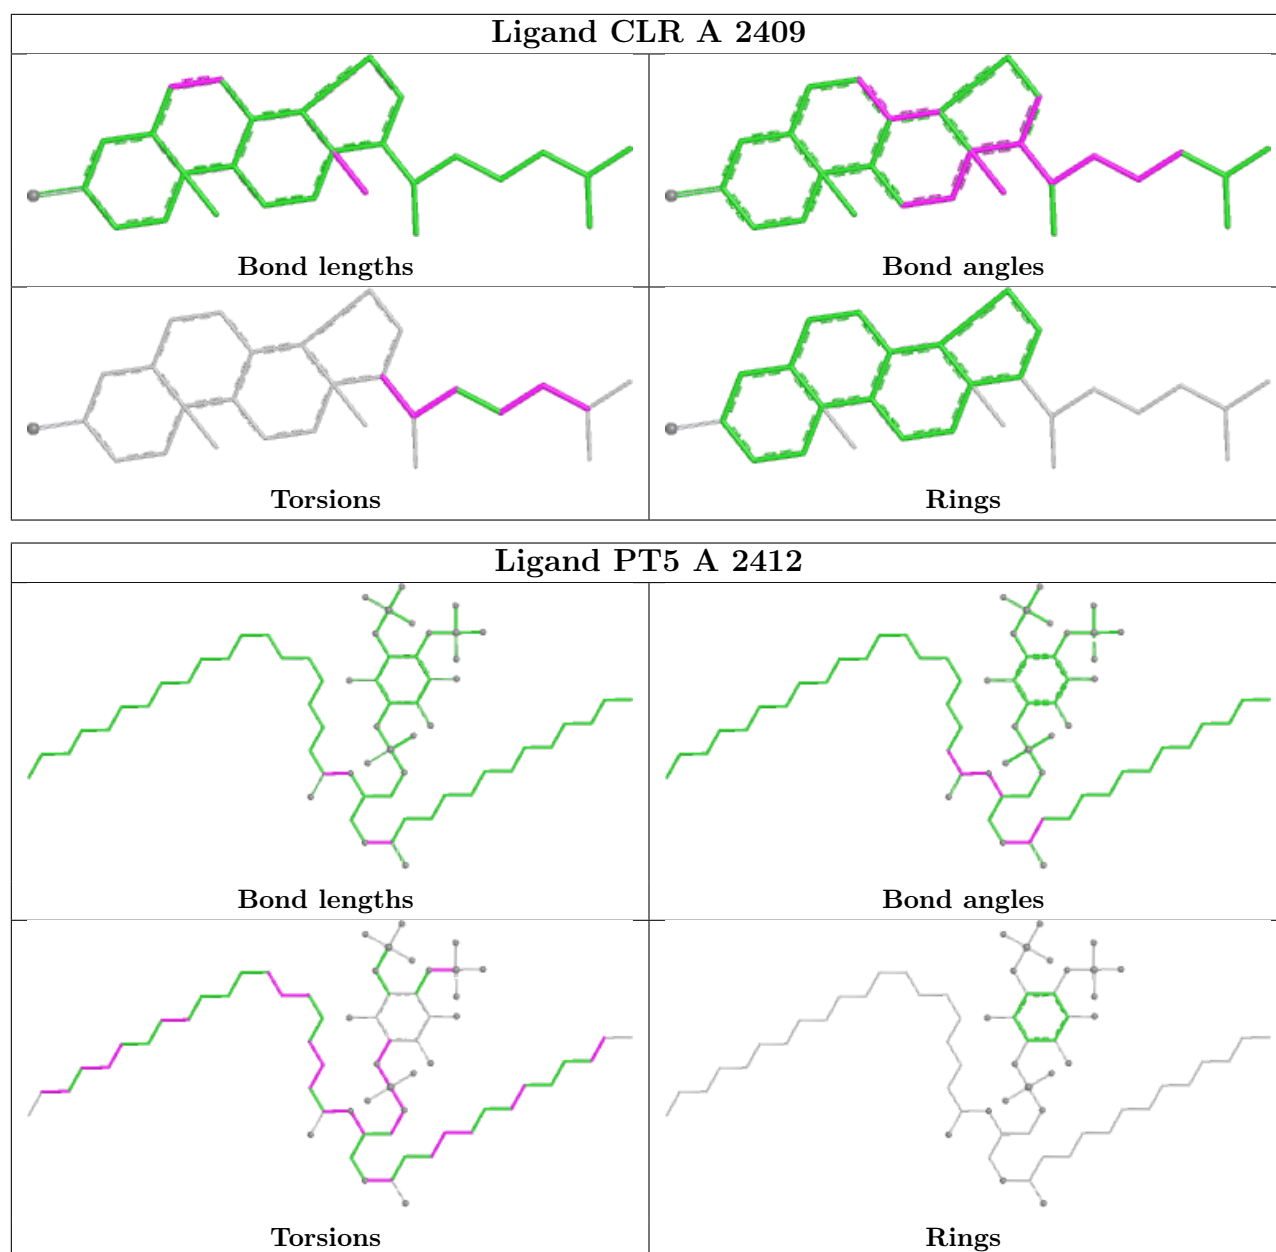 Ligand CLR A 2409
Bond lengths
Bond angles
Torsions
Rings
Ligand PT5 A 2412
Bond lengths
Bond angles
Torsions
Rings